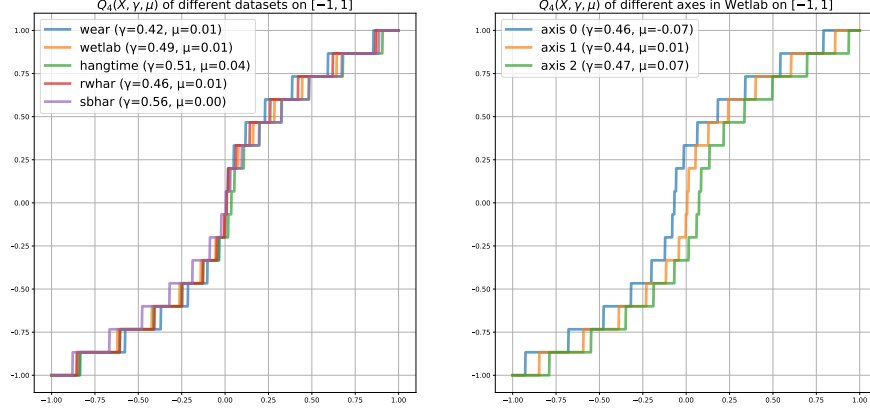 Q₄(X, γ, μ) of different datasets on [−1, 1]
wear (γ=0.42, μ=0.01)
wetlab (γ=0.49, μ=0.01)
hangtime (γ=0.51, μ=0.04)
rwhar (γ=0.46, μ=0.01)
sbhar (γ=0.56, μ=0.00)
1.00
0.75
0.50
0.25
0.00
−0.25
−0.50
−0.75
−1.00
−1.00 −0.75 −0.50 −0.25 0.00 0.25 0.50 0.75 1.00
Q₄(X, γ, μ) of different axes in Wetlab on [−1, 1]
axis 0 (γ=0.46, μ=-0.07)
axis 1 (γ=0.44, μ=0.01)
axis 2 (γ=0.47, μ=0.07)
1.00
0.75
0.50
0.25
0.00
−0.25
−0.50
−0.75
−1.00
−1.00 −0.75 −0.50 −0.25 0.00 0.25 0.50 0.75 1.00